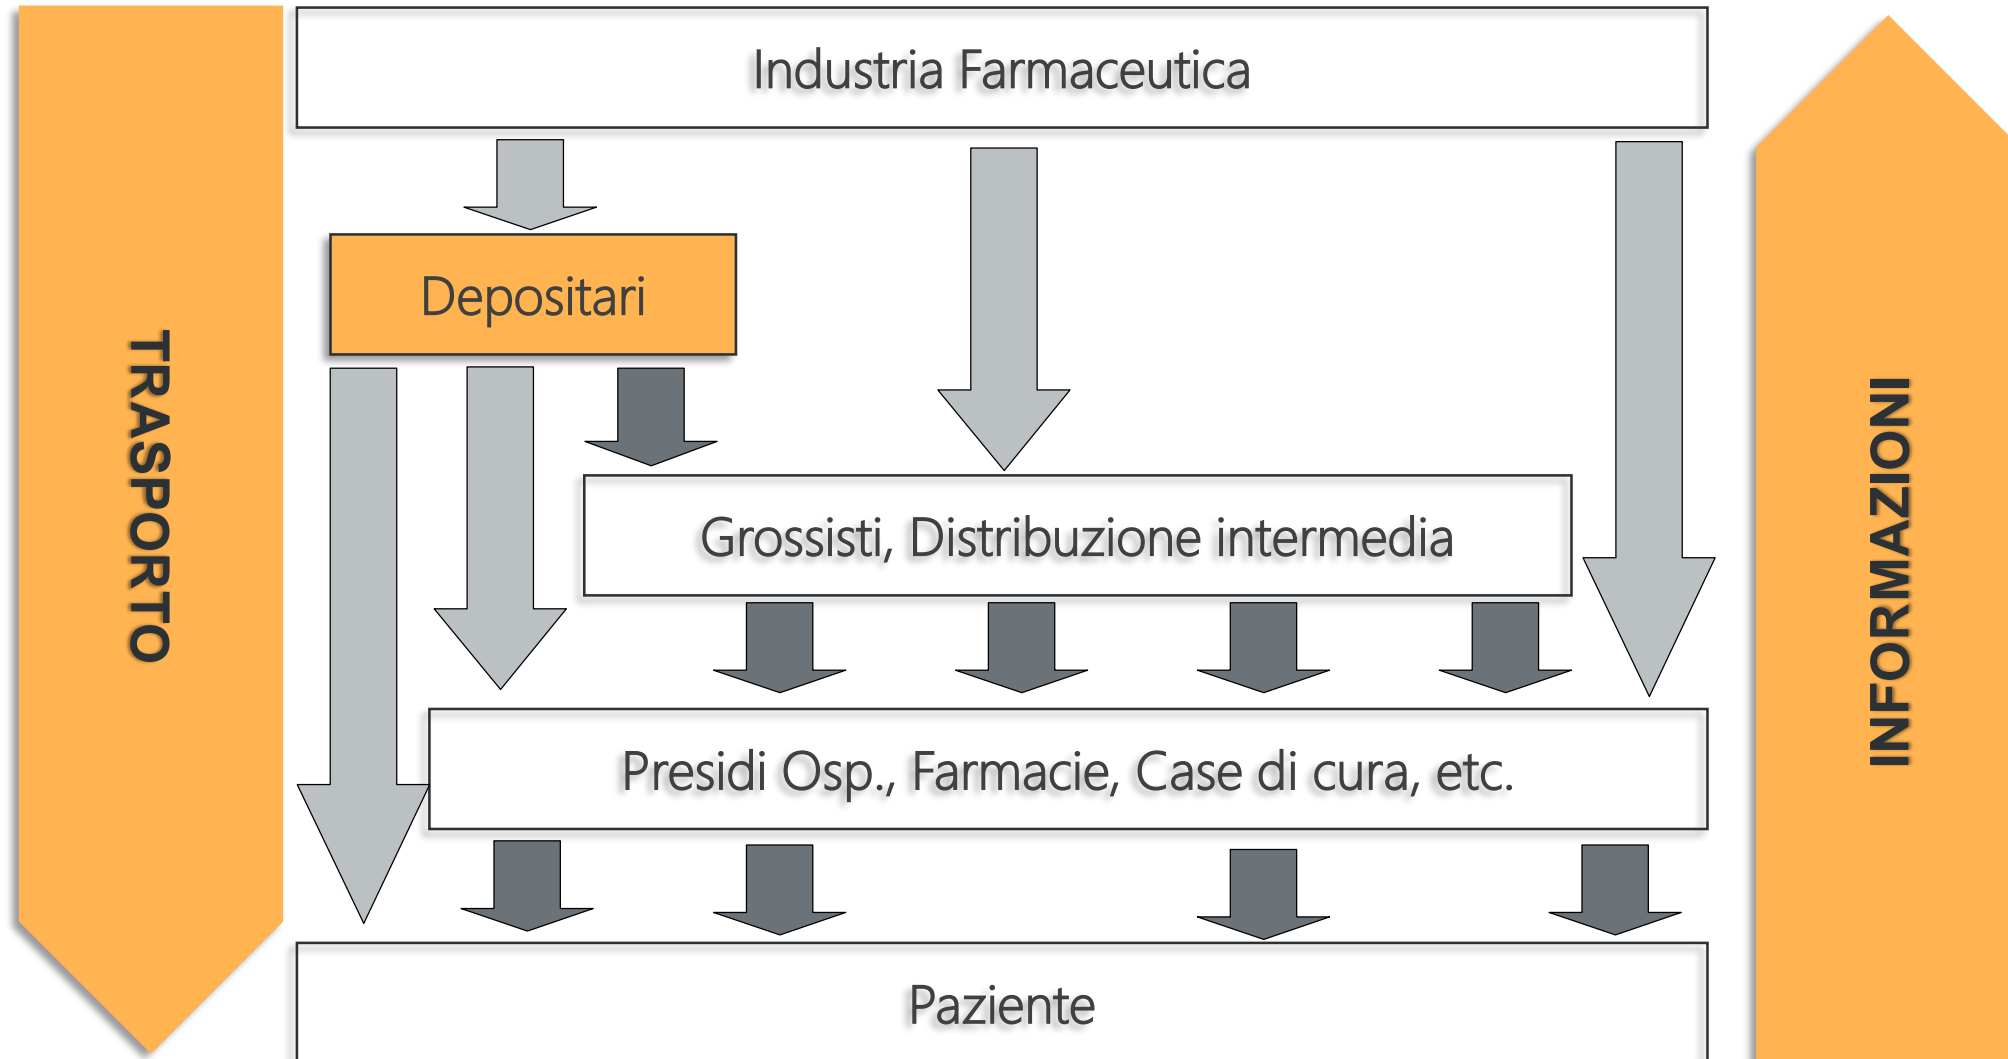 Industria Farmaceutica
Depositari
TRASPORTO
INFORMAZIONI
Grossisti, Distribuzione intermedia
Presidi Osp., Farmacie, Case di cura, etc.
Paziente